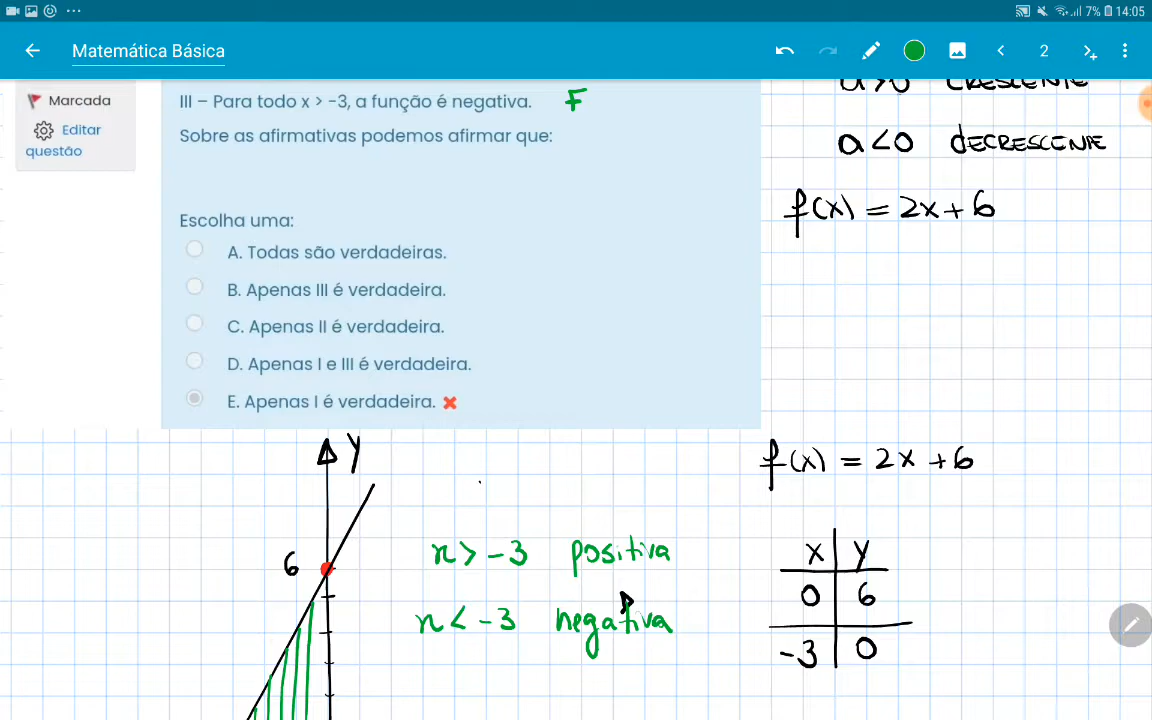 7% 14:05
Matemática Básica
2
Marcada
Editar
questão
III – Para todo x > -3, a função é negativa. F
Sobre as afirmativas podemos afirmar que:
Escolha uma:
A. Todas são verdadeiras.
B. Apenas III é verdadeira.
C. Apenas II é verdadeira.
D. Apenas I e III é verdadeira.
E. Apenas I é verdadeira.
a>0 CRESCENTE
a<0 dECRESCENTE
f(x) = 2x+6
y
6
x > -3 positiva
x < -3 negativa
f(x) = 2x +6
x y
0 6
-3 0